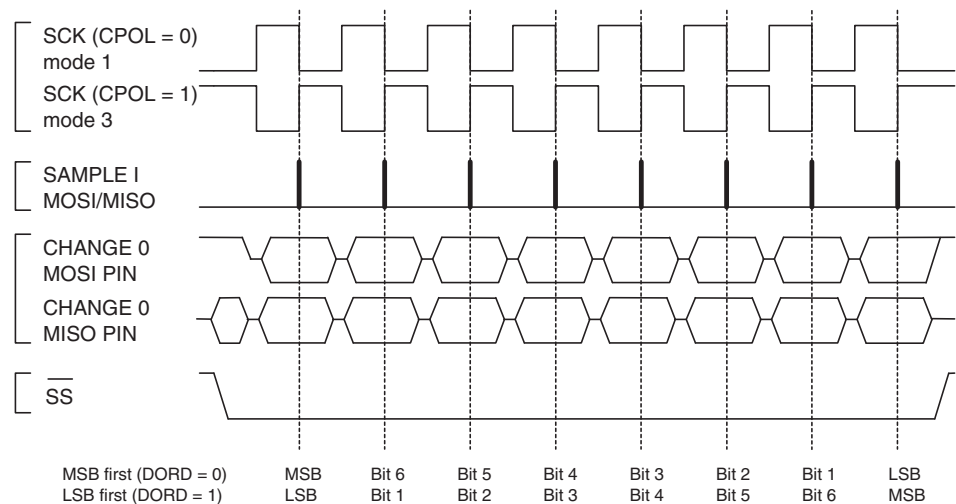 SCK (CPOL = 0)
mode 1
SCK (CPOL = 1)
mode 3
SAMPLE I
MOSI/MISO
CHANGE 0
MOSI PIN
CHANGE 0
MISO PIN
SS
MSB first (DORD = 0) MSB Bit 6 Bit 5 Bit 4 Bit 3 Bit 2 Bit 1 LSB
LSB first (DORD = 1) LSB Bit 1 Bit 2 Bit 3 Bit 4 Bit 5 Bit 6 MSB